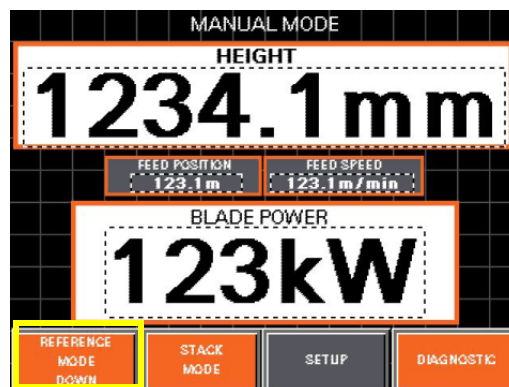 MANUAL MODE
HEIGHT
1234.1mm
FEED POSITION
123.1m
FEED SPEED
123.1m/min
BLADE POWER
123kW
REFERENCE
MODE
DOWN
STACK
MODE
SETUP
DIAGNOSTIC